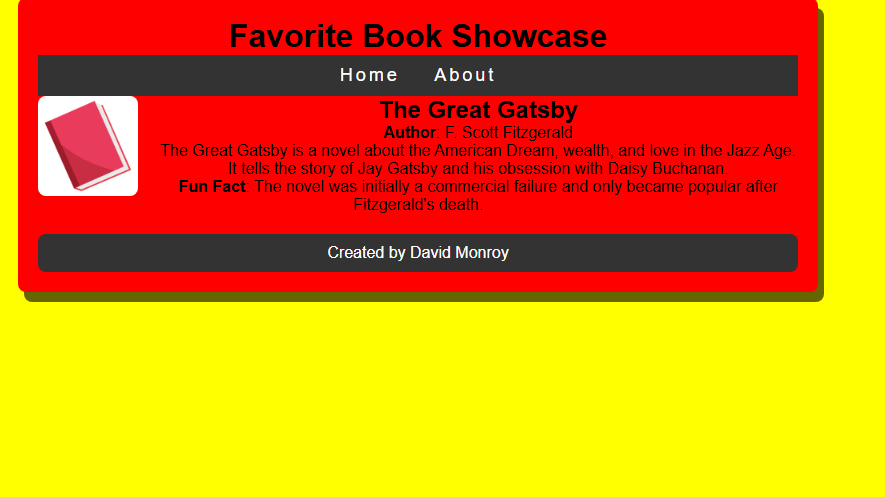 Favorite Book Showcase
Home About
The Great Gatsby
Author: F. Scott Fitzgerald
The Great Gatsby is a novel about the American Dream, wealth, and love in the Jazz Age.
It tells the story of Jay Gatsby and his obsession with Daisy Buchanan.
Fun Fact: The novel was initially a commercial failure and only became popular after
Fitzgerald's death.
Created by David Monroy